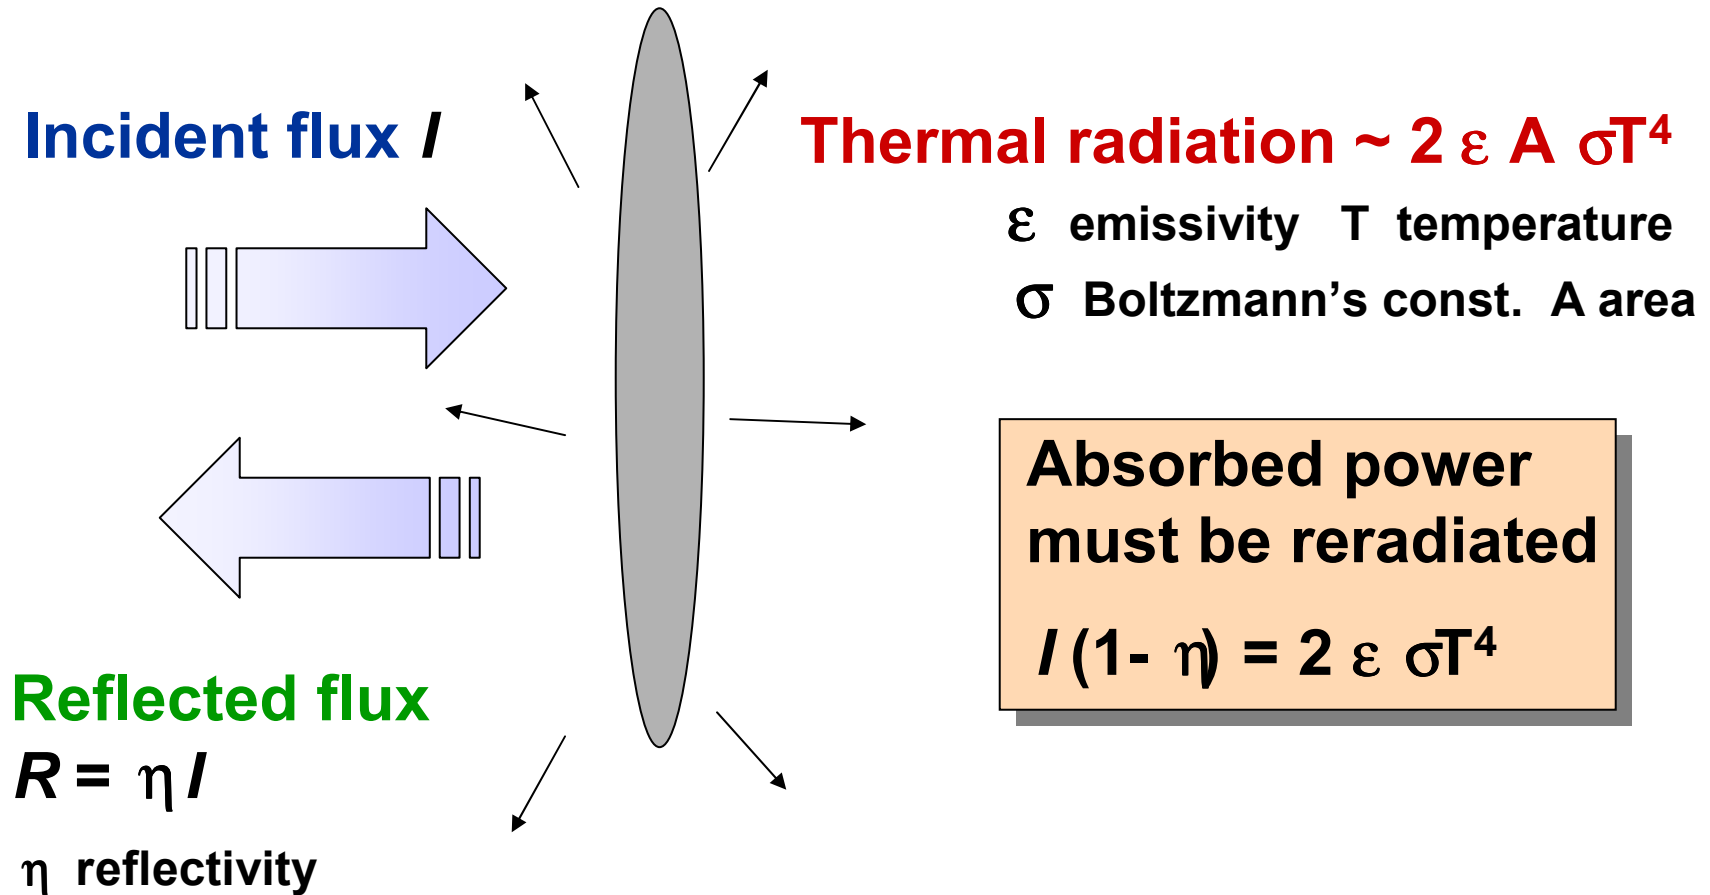 Incident flux I
Thermal radiation ~ 2 ε A σT⁴
ε emissivity T temperature
σ Boltzmann’s const. A area
Absorbed power
must be reradiated
I (1- η) = 2 ε σT⁴
Reflected flux
R = η I
η reflectivity